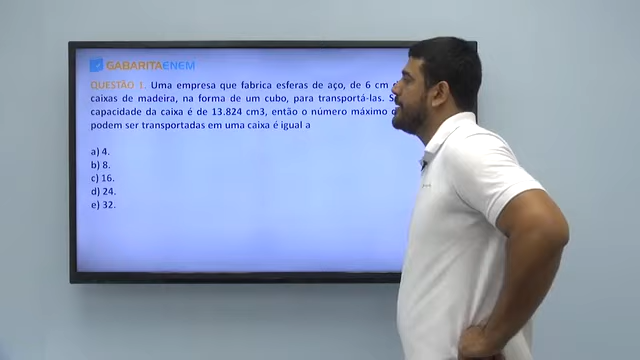 GABARITAENEM
QUESTÃO 1. Uma empresa que fabrica esferas de aço, de 6 cm
caixas de madeira, na forma de um cubo, para transportá-las.
capacidade da caixa é de 13.824 cm3, então o número máximo
podem ser transportadas em uma caixa é igual a
a) 4.
b) 8.
c) 16.
d) 24.
e) 32.